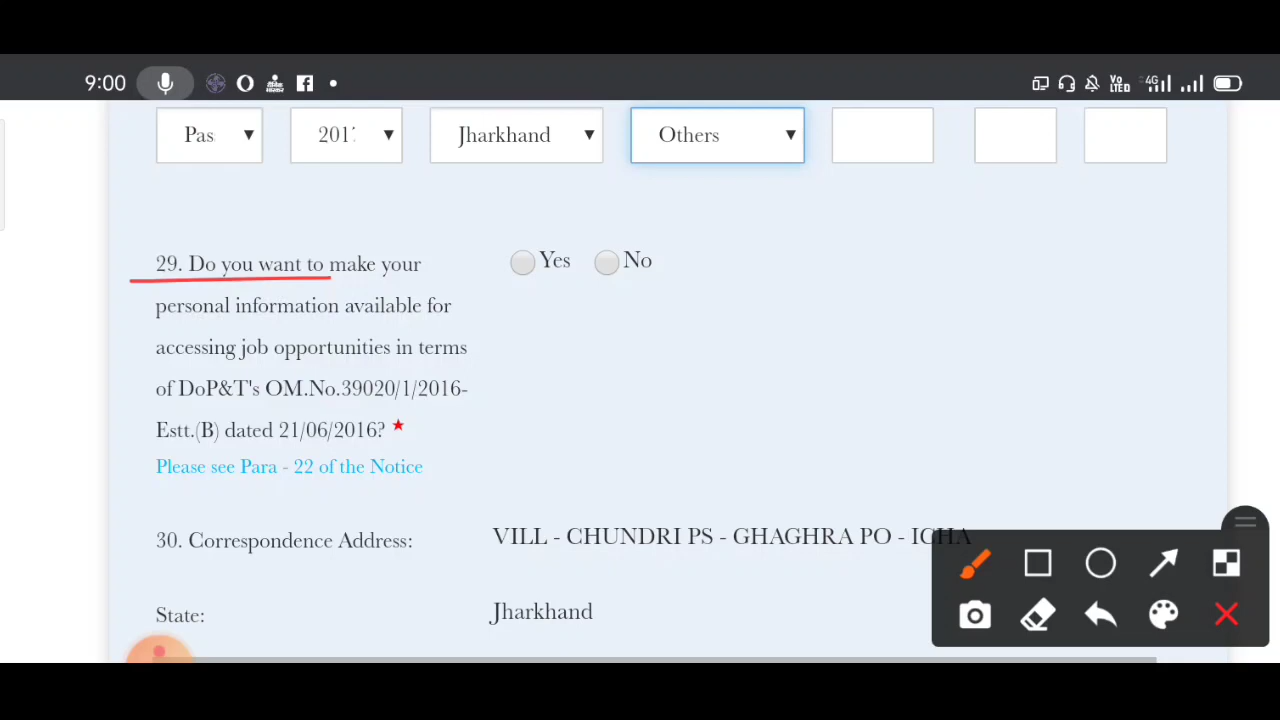 9:00
Pas
Jharkhand
Others
29. Do you want to make your
Yes
No
personal information available for
accessing job opportunities in terms
of DoP&T's OM.No.39020/1/2016-
Estt.(B) dated 21/06/2016? ★
Please see Para - 22 of the Notice
30. Correspondence Address:
VILL - CHUNDRI PS - GHAGHRA PO - ICHA
State:
Jharkhand